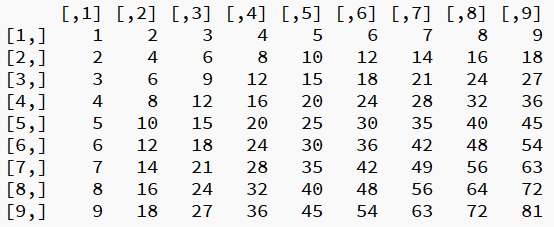 [,1] [,2] [,3] [,4] [,5] [,6] [,7] [,8] [,9]
[1,]    1    2    3    4    5    6    7    8    9
[2,]    2    4    6    8   10   12   14   16   18
[3,]    3    6    9   12   15   18   21   24   27
[4,]    4    8   12   16   20   24   28   32   36
[5,]    5   10   15   20   25   30   35   40   45
[6,]    6   12   18   24   30   36   42   48   54
[7,]    7   14   21   28   35   42   49   56   63
[8,]    8   16   24   32   40   48   56   64   72
[9,]    9   18   27   36   45   54   63   72   81